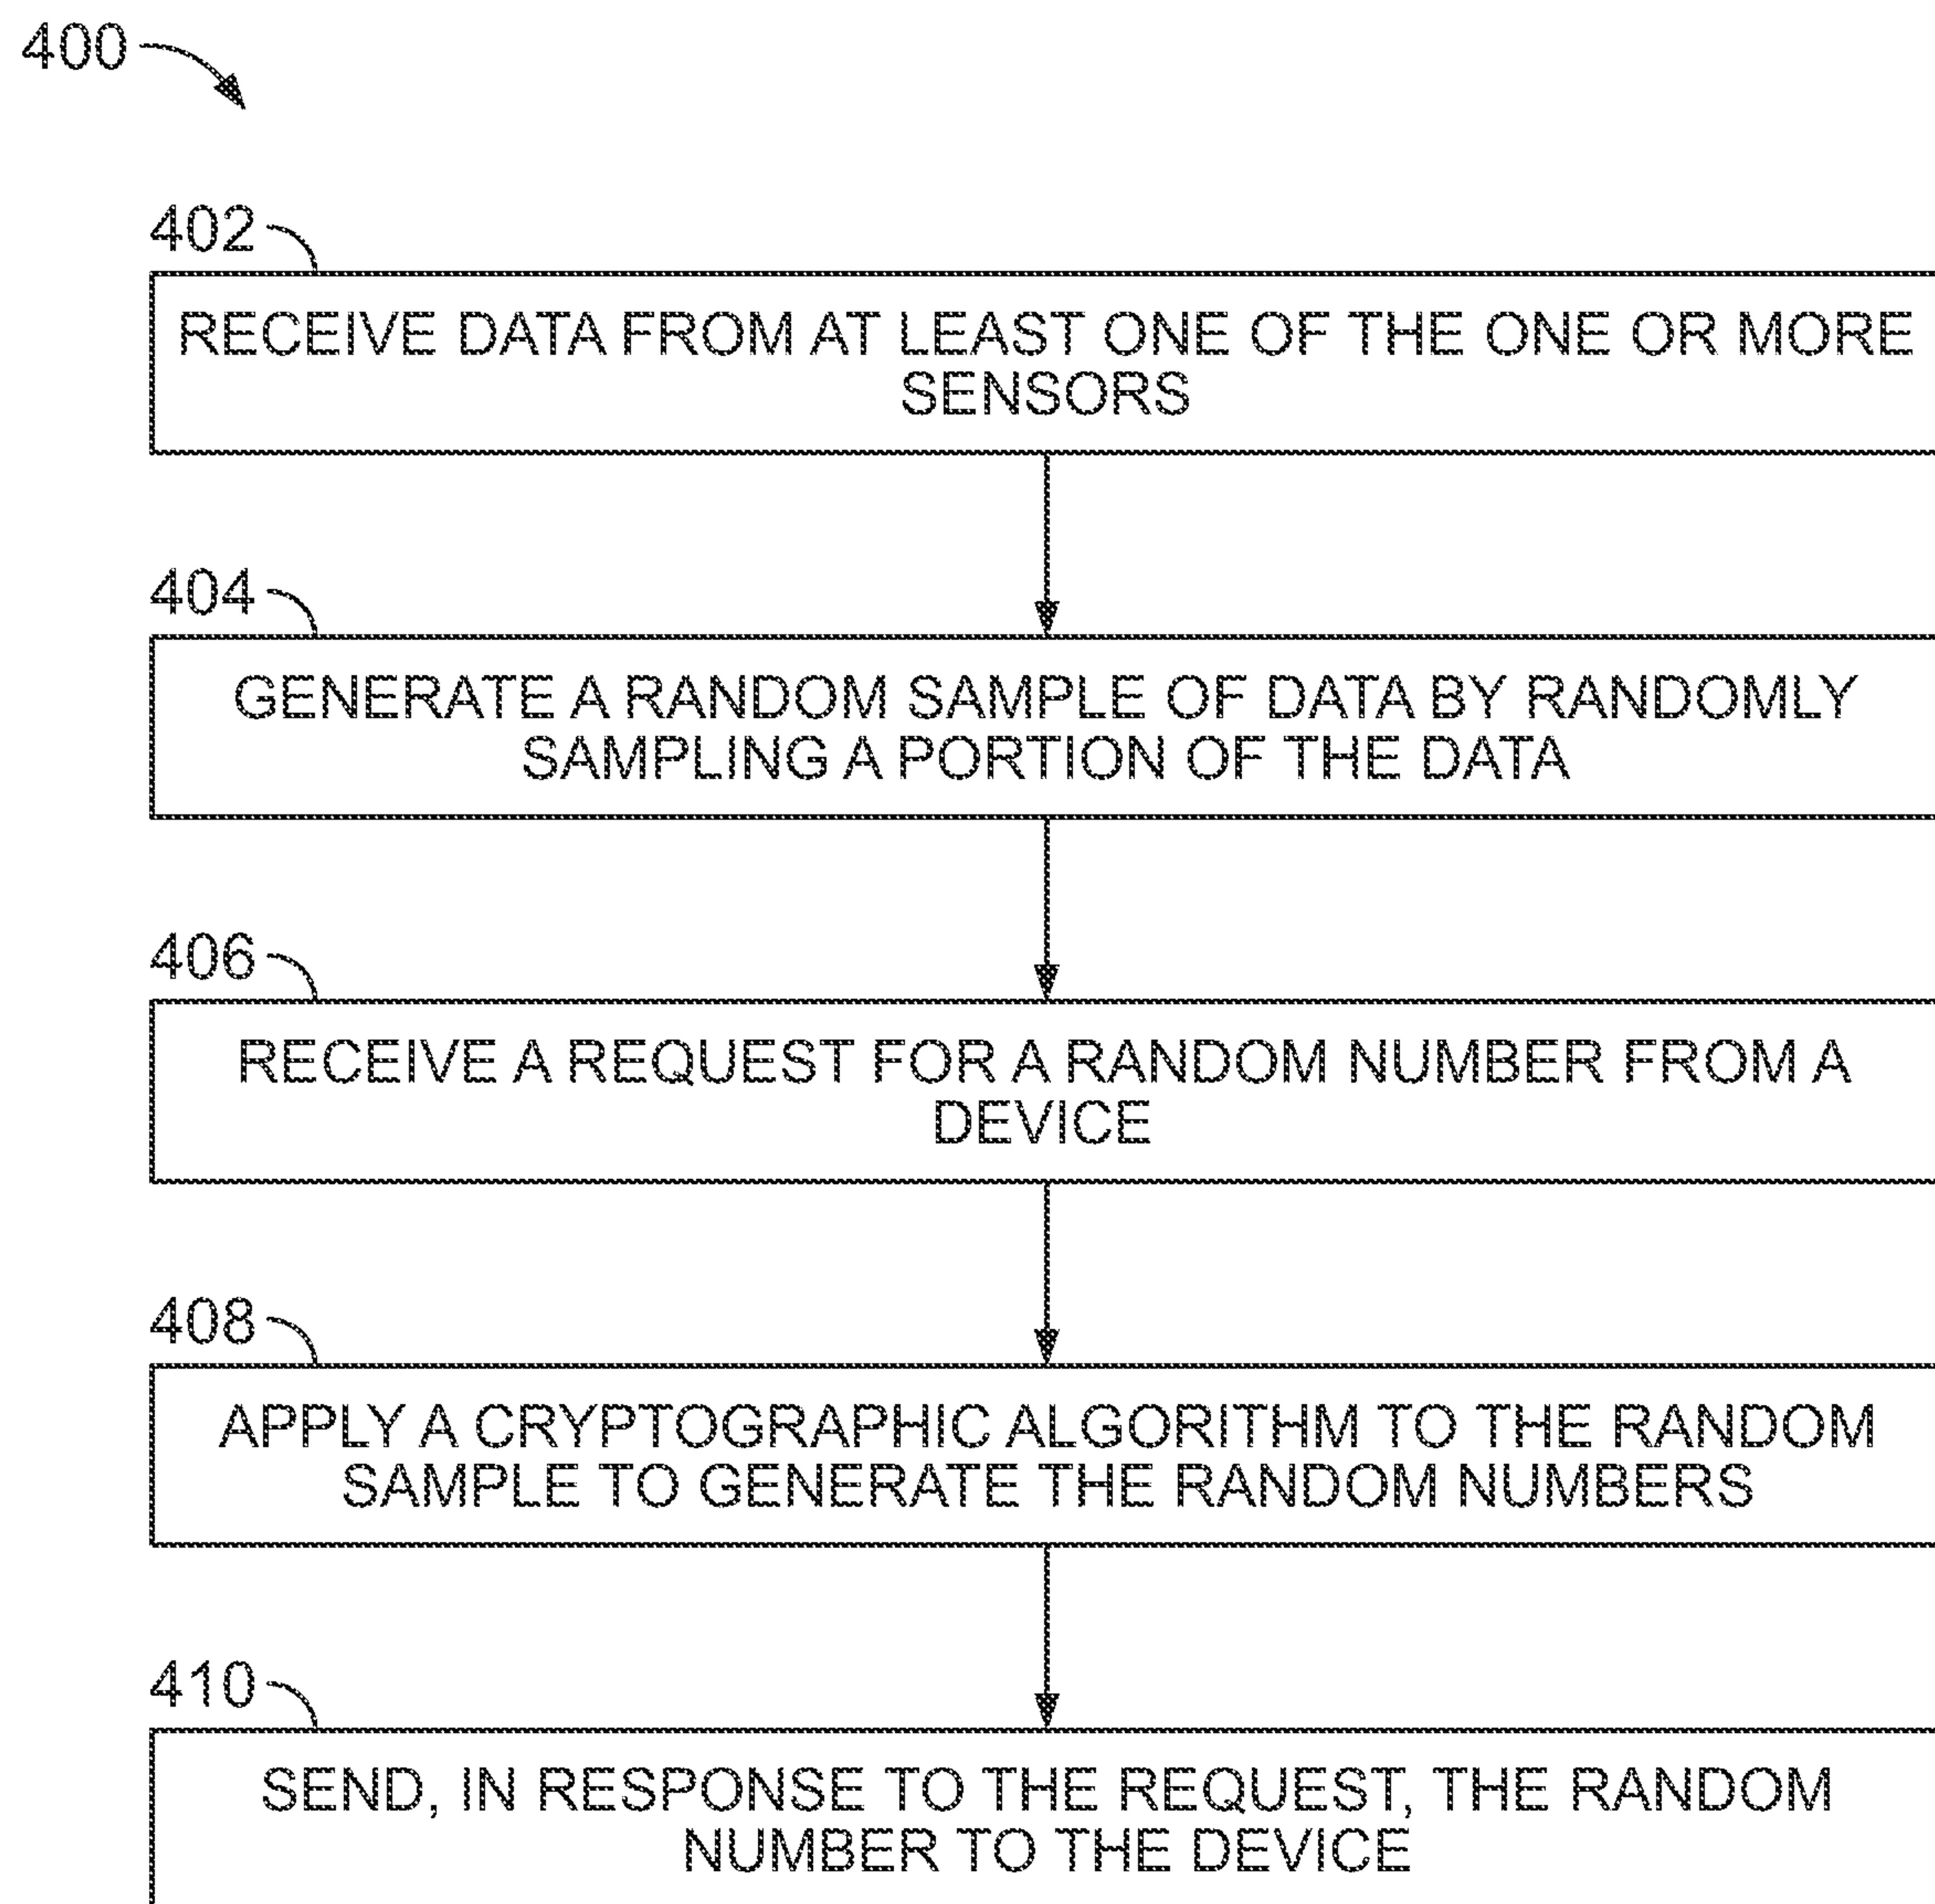 400
402
RECEIVE DATA FROM AT LEAST ONE OF THE ONE OR MORE
SENSORS
404
GENERATE A RANDOM SAMPLE OF DATA BY RANDOMLY
SAMPLING A PORTION OF THE DATA
406
RECEIVE A REQUEST FOR A RANDOM NUMBER FROM A
DEVICE
408
APPLY A CRYPTOGRAPHIC ALGORITHM TO THE RANDOM
SAMPLE TO GENERATE THE RANDOM NUMBERS
410
SEND, IN RESPONSE TO THE REQUEST, THE RANDOM
NUMBER TO THE DEVICE